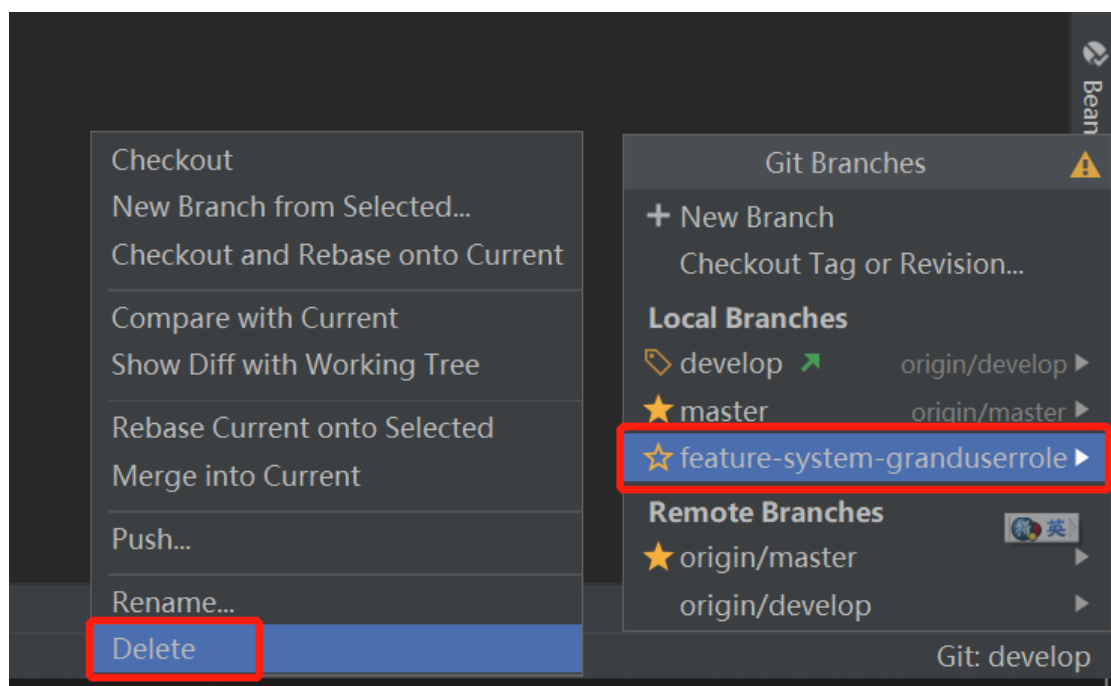 Bean
Checkout
New Branch from Selected...
Checkout and Rebase onto Current
Compare with Current
Show Diff with Working Tree
Rebase Current onto Selected
Merge into Current
Push...
Rename...
Delete
Git Branches
+ New Branch
Checkout Tag or Revision...
Local Branches
develop origin/develop
master origin/master
feature-system-granduserrole
Remote Branches
英
origin/master
origin/develop
Git: develop